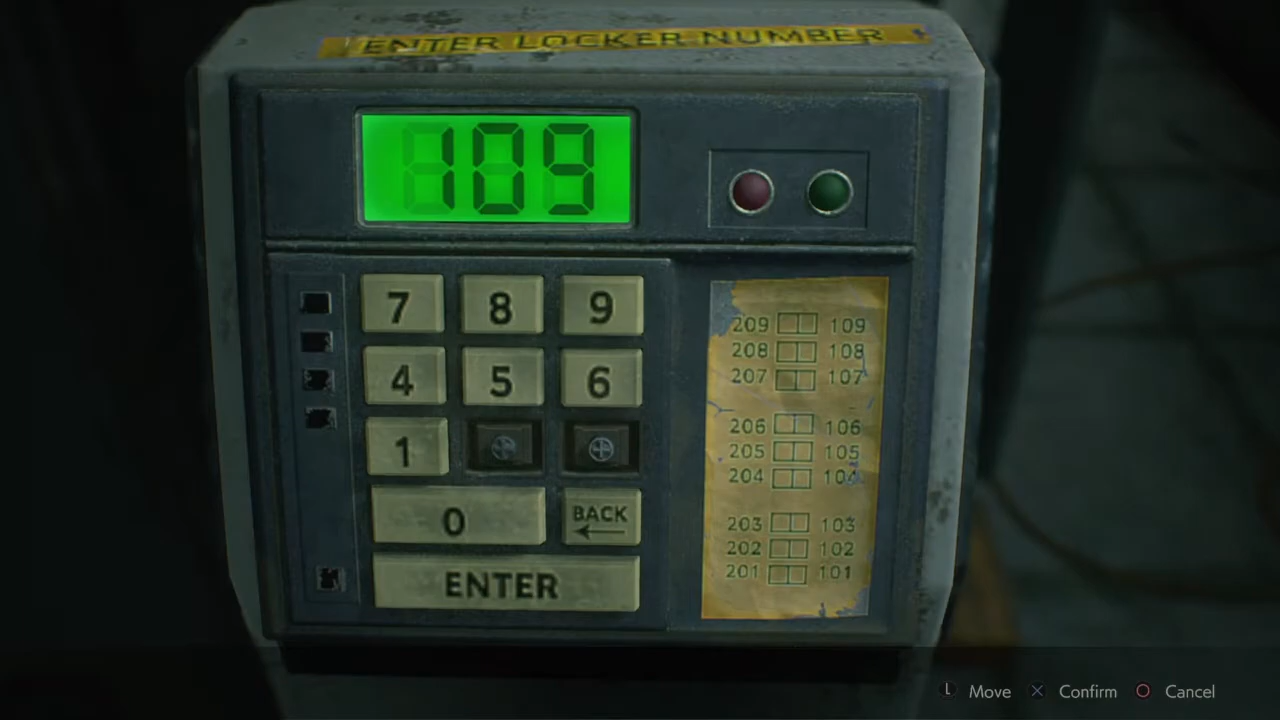 ENTER LOCKER NUMBER
109
7 8 9
4 5 6
1
0 BACK
ENTER
209 109
208 108
207 107
206 106
205 105
204 104
203 103
202 102
201 101
L Move Confirm Cancel